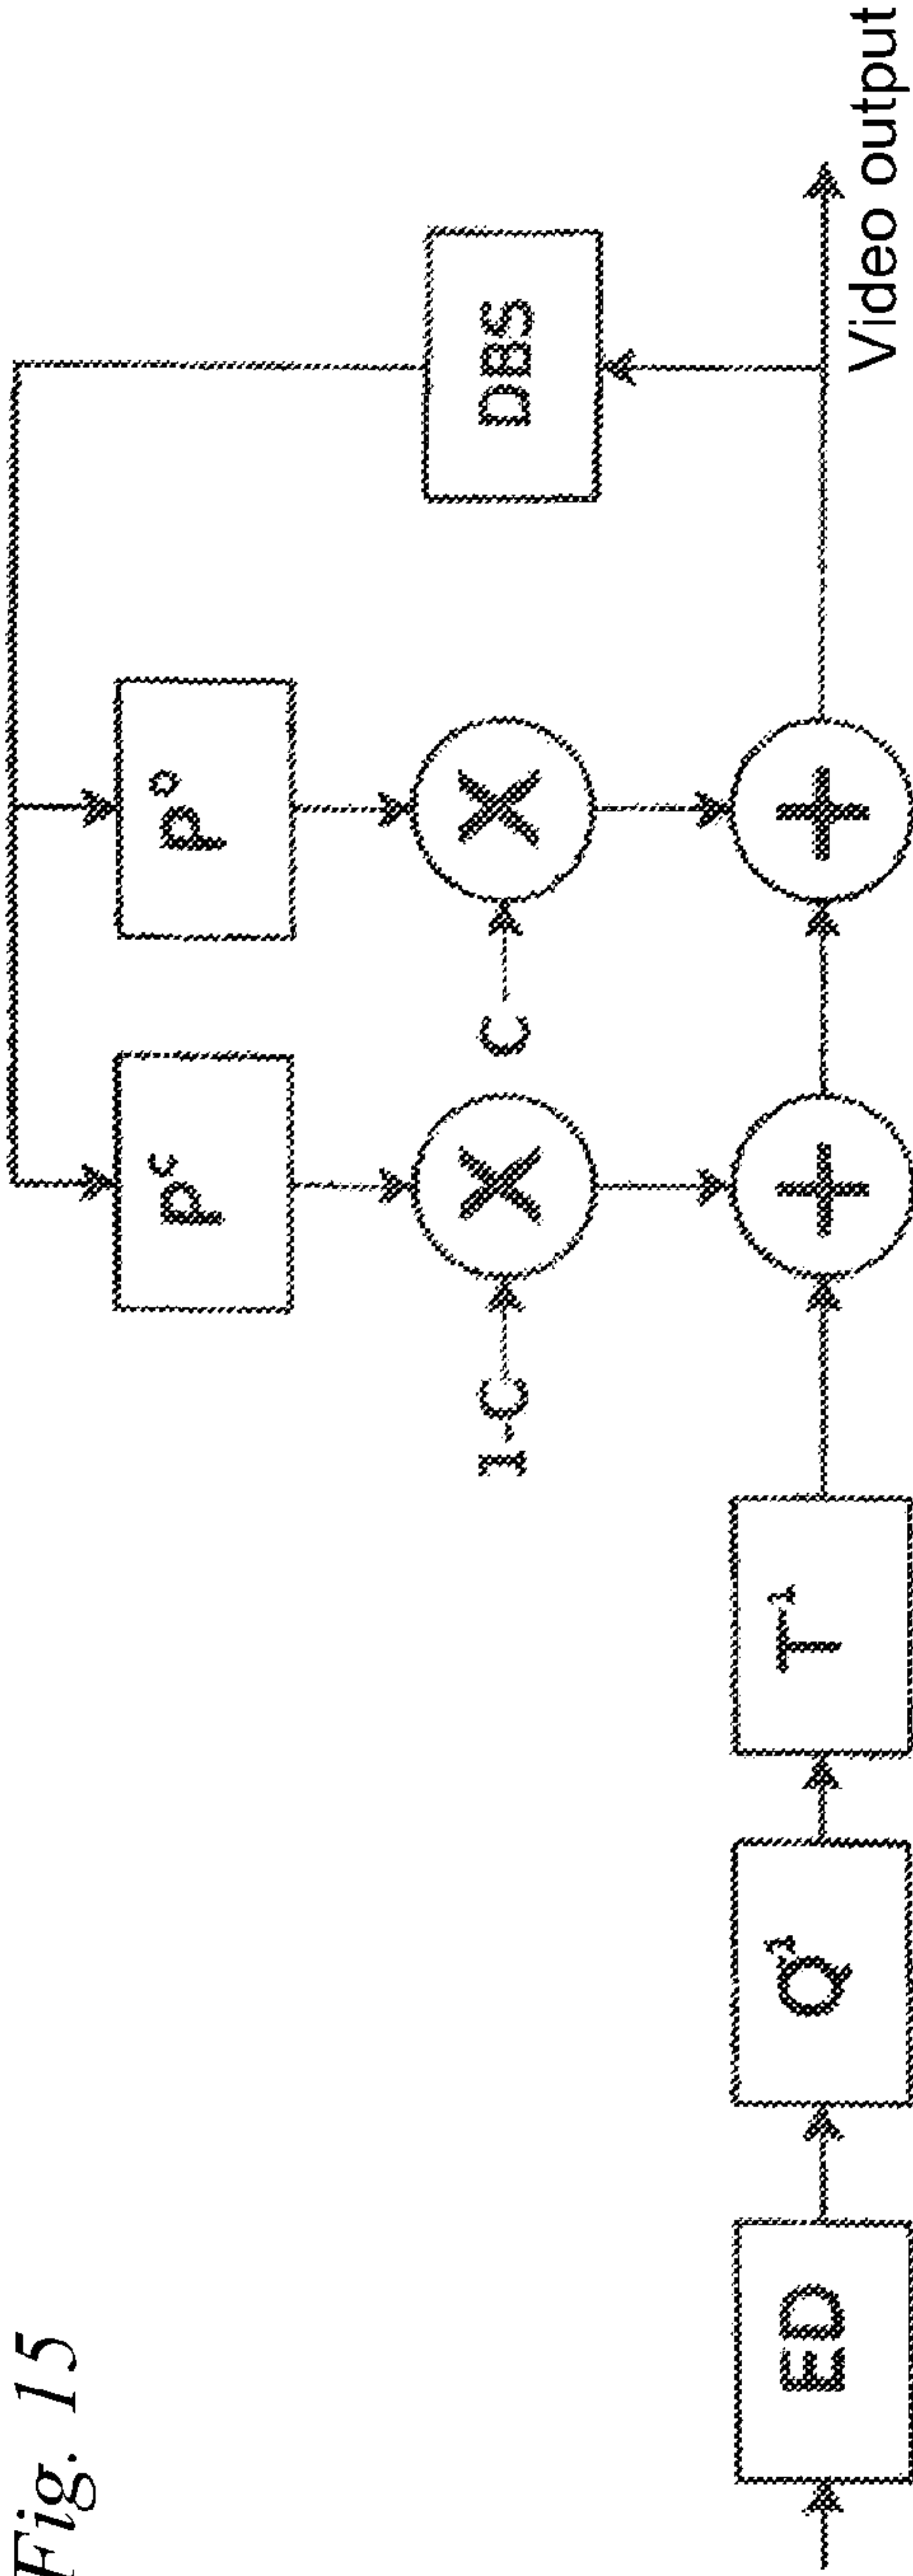 Fig. 15
P^c
P^o
DBS
1-C
X
C
X
ED
Q^-1
T^1
+
+
Video output